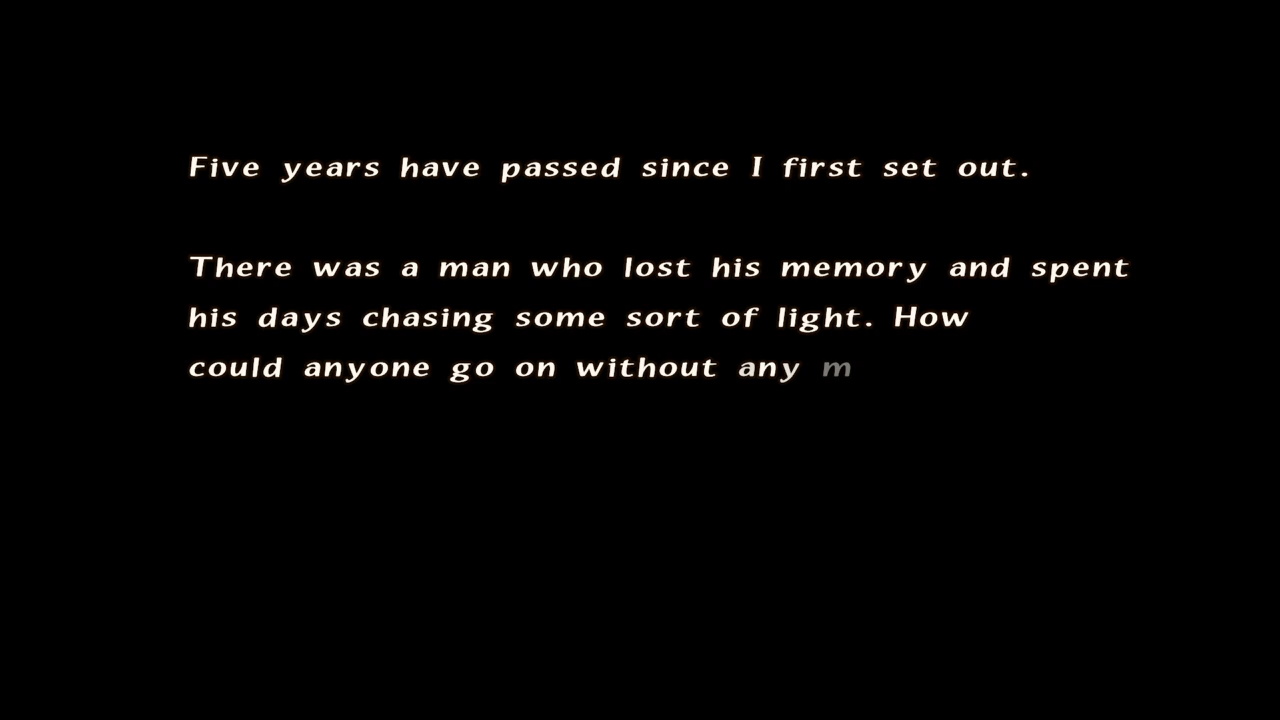 Five years have passed since I first set out.
There was a man who lost his memory and spent
his days chasing some sort of light. How
could anyone go on without any m